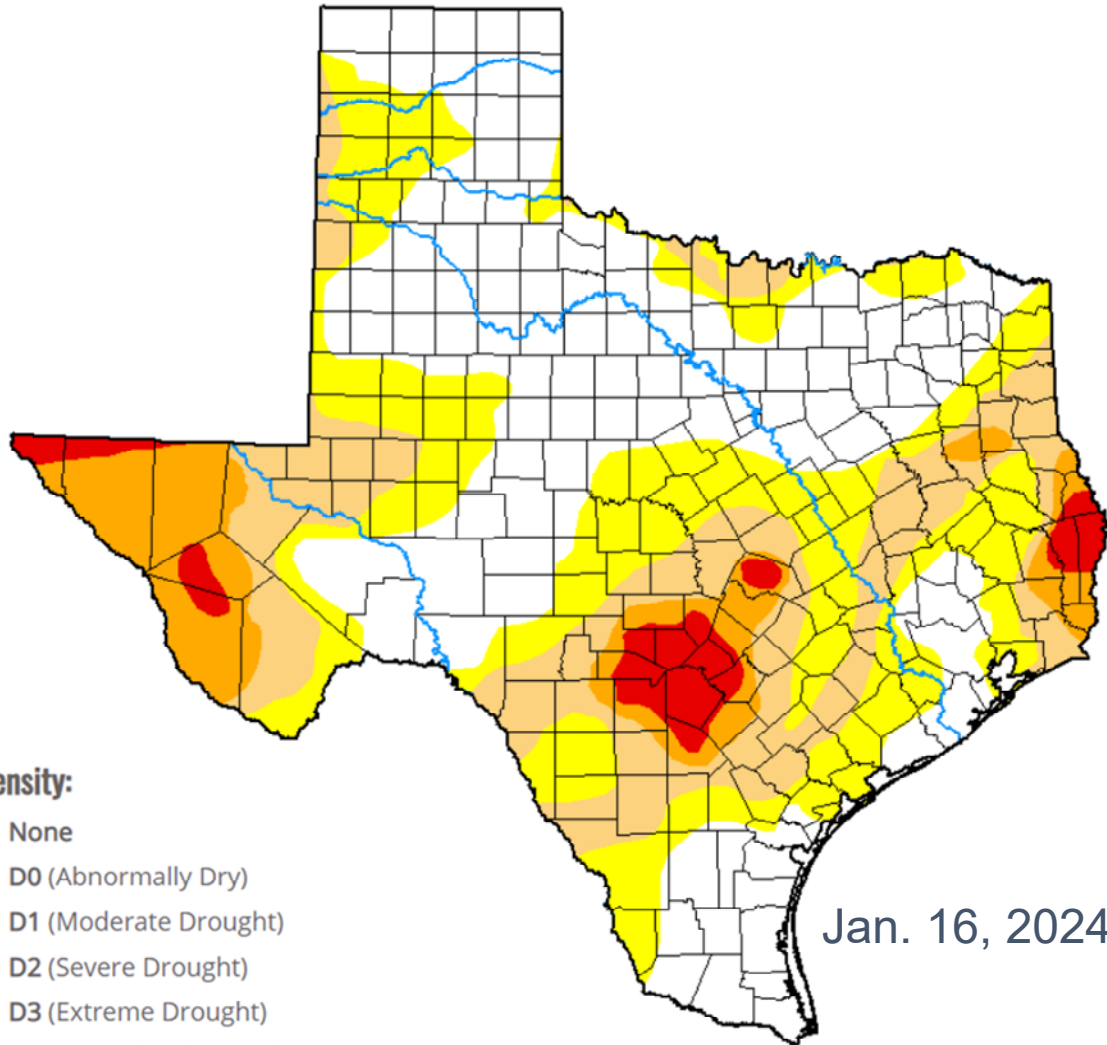 ensity:
None
D0 (Abnormally Dry)
D1 (Moderate Drought)
D2 (Severe Drought)
D3 (Extreme Drought)
Jan. 16, 2024